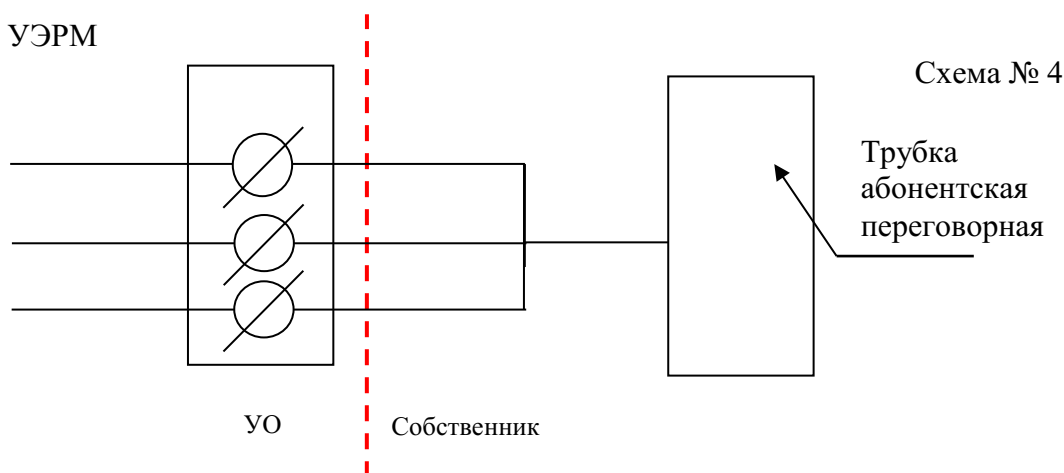 УЭРМ
Схема № 4
Трубка
абонентская
переговорная
УО
Собственник